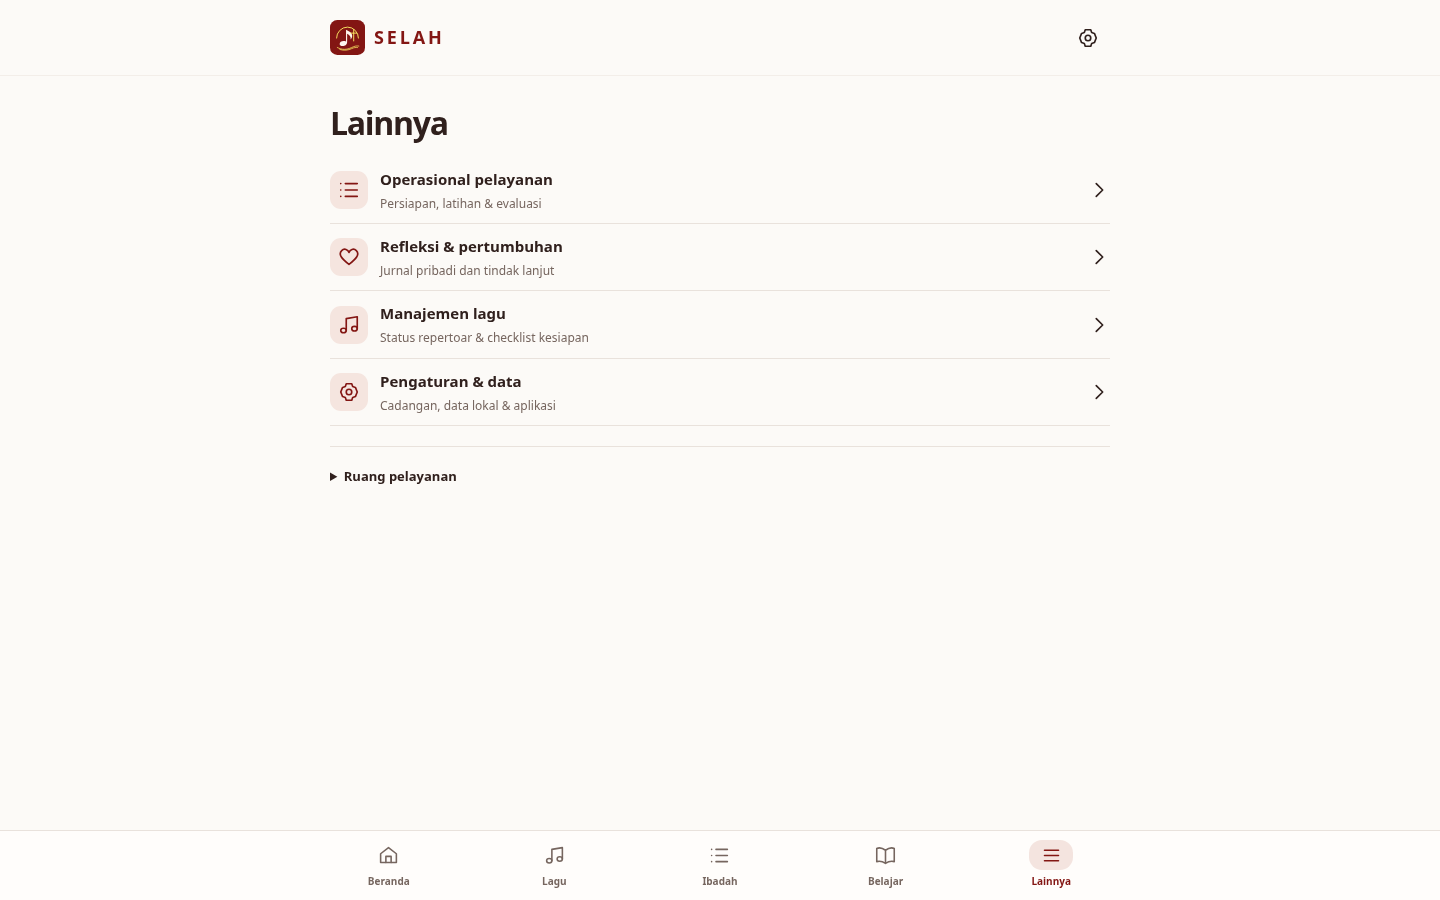 SELAH
Lainnya
Operasional pelayanan
Persiapan, latihan & evaluasi
Refleksi & pertumbuhan
Jurnal pribadi dan tindak lanjut
Manajemen lagu
Status repertoar & checklist kesiapan
Pengaturan & data
Cadangan, data lokal & aplikasi
Ruang pelayanan
Beranda
Lagu
Ibadah
Belajar
Lainnya